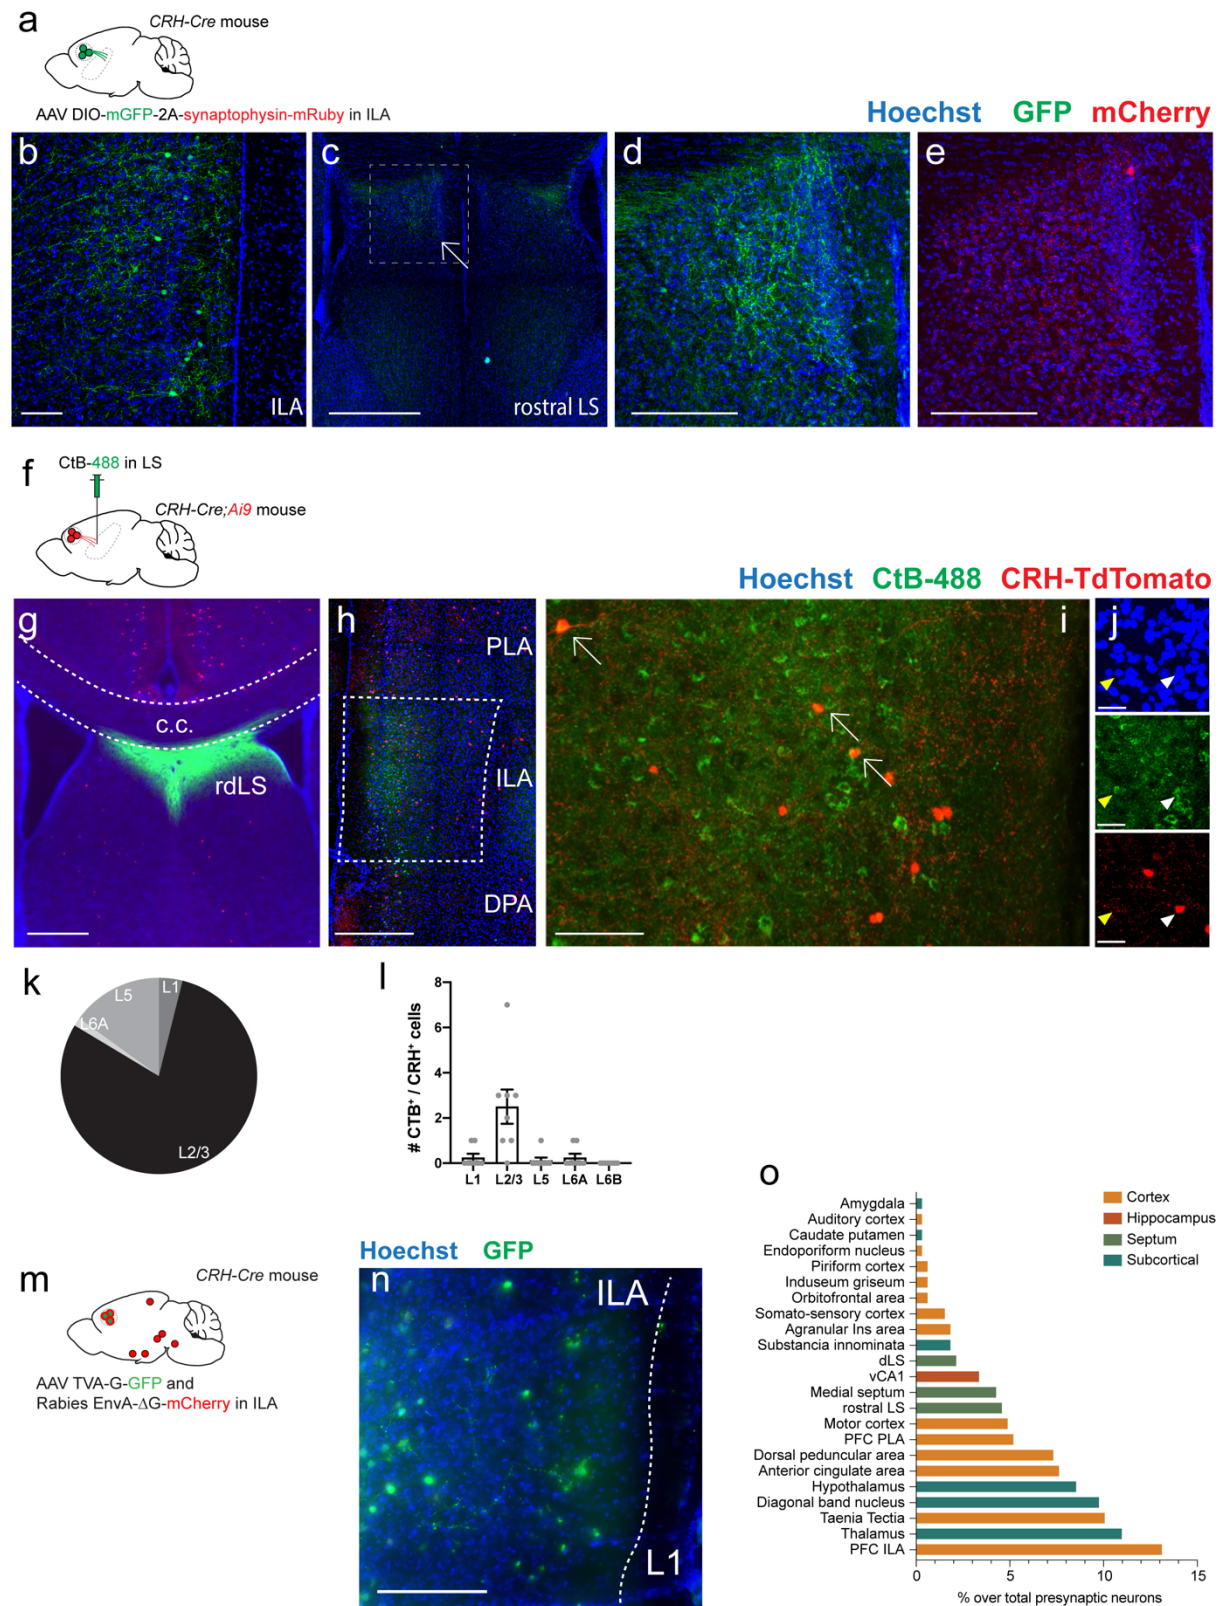 a
CRH-Cre mouse
AAV DIO-mGFP-2A-synaptophysin-mRuby in ILA
Hoechst GFP mCherry
b
ILA
c
rostral LS
d
e
f
CtB-488 in LS
CRH-Cre;Ai9 mouse
Hoechst CtB-488 CRH-TdTomato
g
c.c.
rdLS
h
PLA
ILA
DPA
i
j
k
L1
L5
L6A
L2/3
l
# CTB+ / CRH+ cells
8
6
4
2
0
L1 L2/3 L5 L6A L6B
m
CRH-Cre mouse
AAV TVA-G-GFP and
Rabies EnvA-ΔG-mCherry in ILA
Hoechst GFP
n
ILA
L1
o
Cortex
Hippocampus
Septum
Subcortical
Amygdala
Auditory cortex
Caudate putamen
Endoporiform nucleus
Piriform cortex
Induseum griseum
Orbitofrontal area
Somato-sensory cortex
Agranular Ins area
Substancia innominata
dLS
vCA1
Medial septum
rostral LS
Motor cortex
PFC PLA
Dorsal peduncular area
Anterior cingulate area
Hypothalamus
Diagonal band nucleus
Taenia Tectia
Thalamus
PFC ILA
0 5 10 15
% over total presynaptic neurons